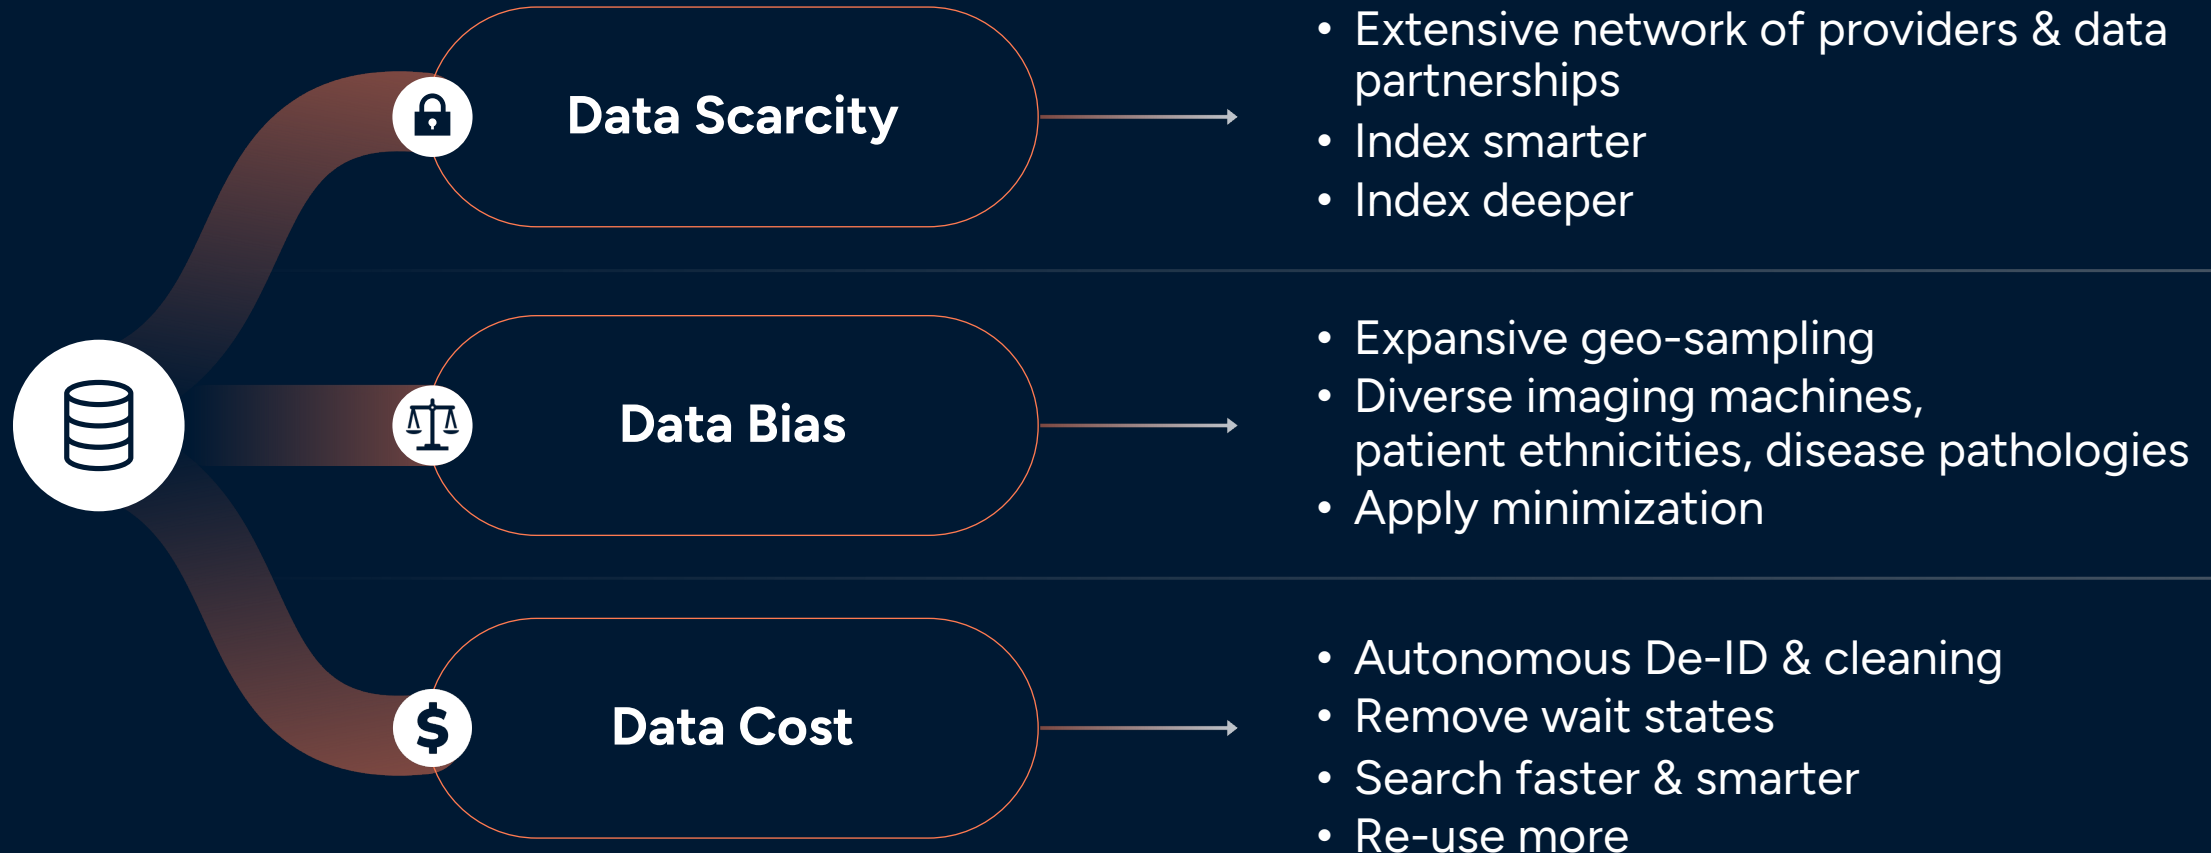 Data Scarcity
• Extensive network of providers & data
partnerships
• Index smarter
• Index deeper
Data Bias
• Expansive geo-sampling
• Diverse imaging machines,
patient ethnicities, disease pathologies
• Apply minimization
$
Data Cost
• Autonomous De-ID & cleaning
• Remove wait states
• Search faster & smarter
• Re-use more